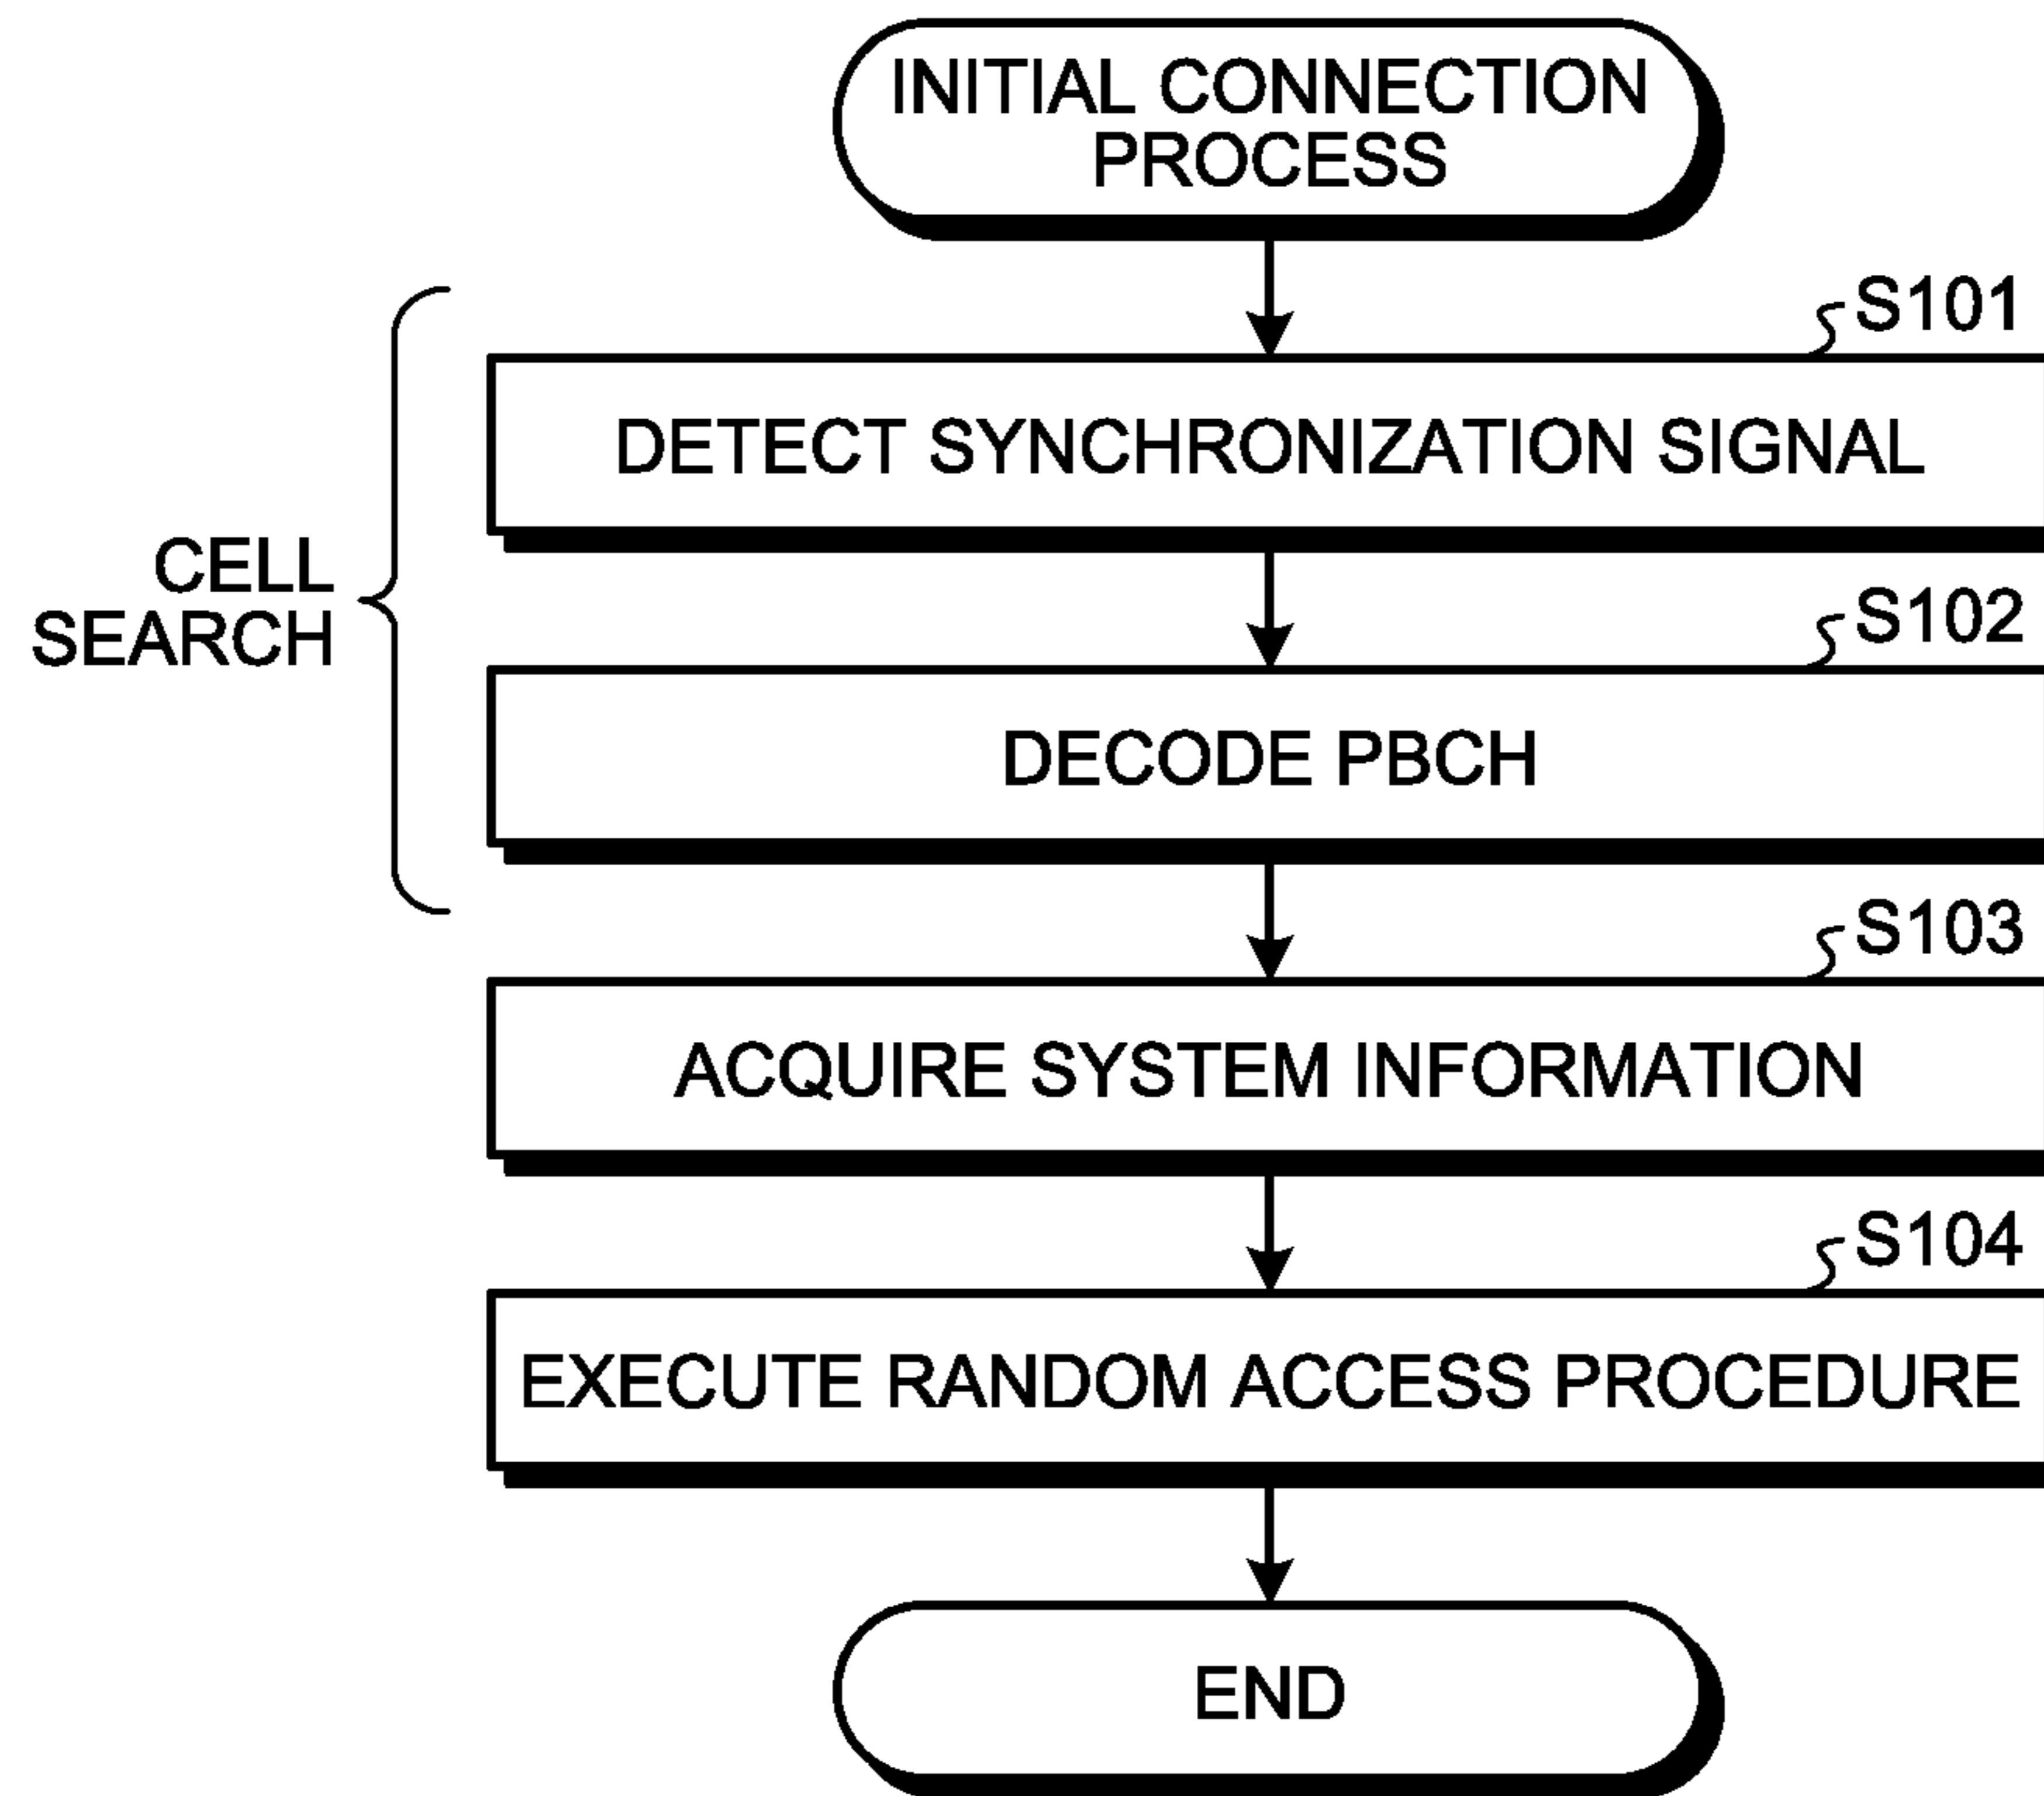 INITIAL CONNECTION
PROCESS
S101
DETECT SYNCHRONIZATION SIGNAL
CELL
SEARCH
S102
DECODE PBCH
S103
ACQUIRE SYSTEM INFORMATION
S104
EXECUTE RANDOM ACCESS PROCEDURE
END